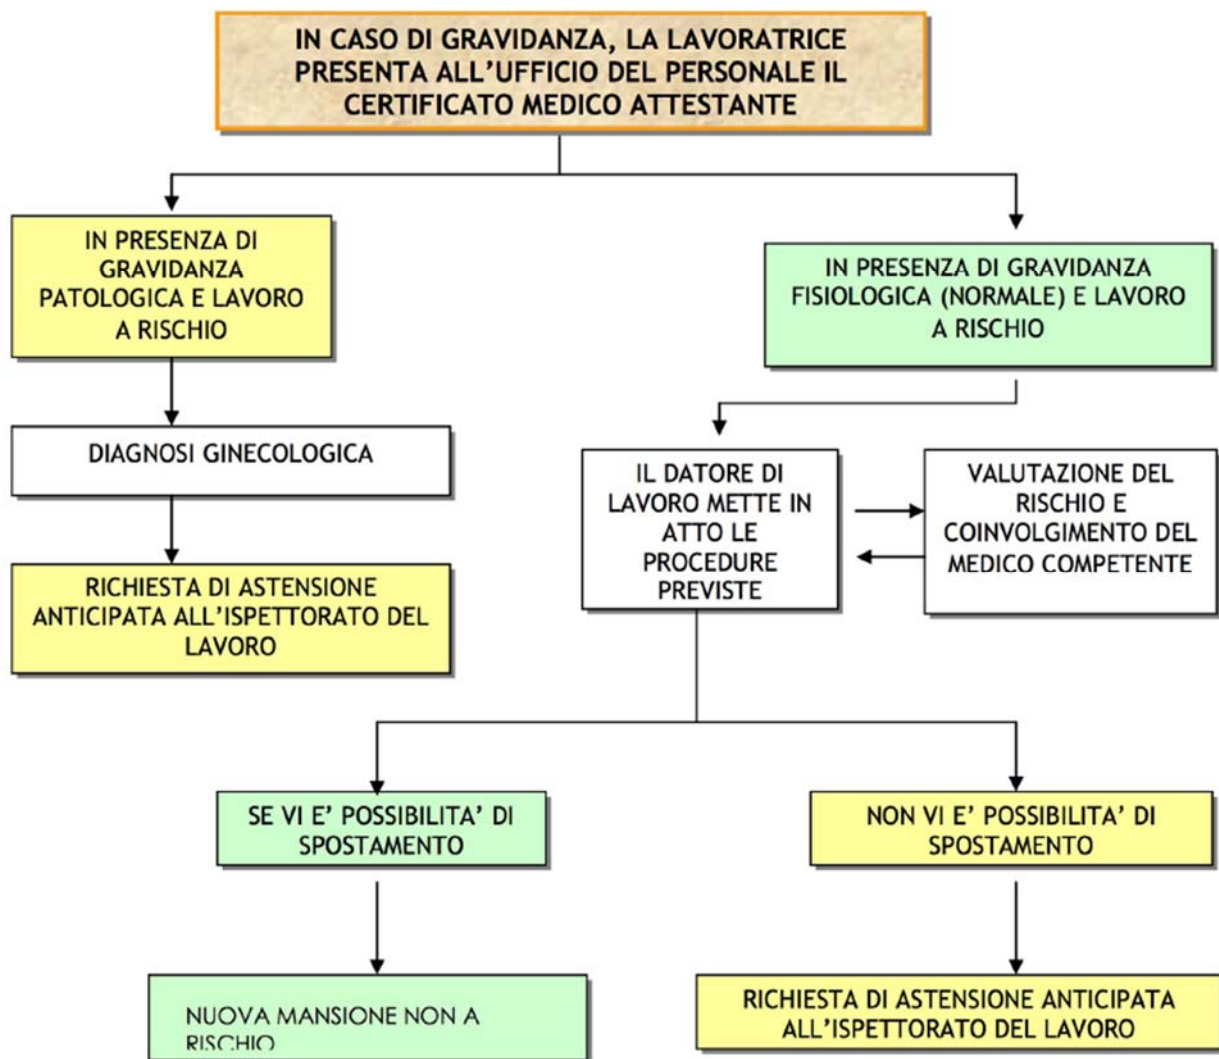 IN CASO DI GRAVIDANZA, LA LAVORATRICE
PRESENTA ALL'UFFICIO DEL PERSONALE IL
CERTIFICATO MEDICO ATTESTANTE
IN PRESENZA DI
GRAVIDANZA
PATOLOGICA E LAVORO
A RISCHIO
IN PRESENZA DI GRAVIDANZA
FISIOLOGICA (NORMALE) E LAVORO
A RISCHIO
DIAGNOSI GINECOLOGICA
IL DATORE DI
LAVORO METTE IN
ATTO LE
PROCEDURE
PREVISTE
VALUTAZIONE DEL
RISCHIO E
COINVOLGIMENTO DEL
MEDICO COMPETENTE
RICHIESTA DI ASTENSIONE
ANTICIPATA ALL'ISPETTORATO DEL
LAVORO
SE VI E' POSSIBILITA' DI
SPOSTAMENTO
NON VI E' POSSIBILITA' DI
SPOSTAMENTO
NUOVA MANSIONE NON A
RISCHIO
RICHIESTA DI ASTENSIONE ANTICIPATA
ALL'ISPETTORATO DEL LAVORO